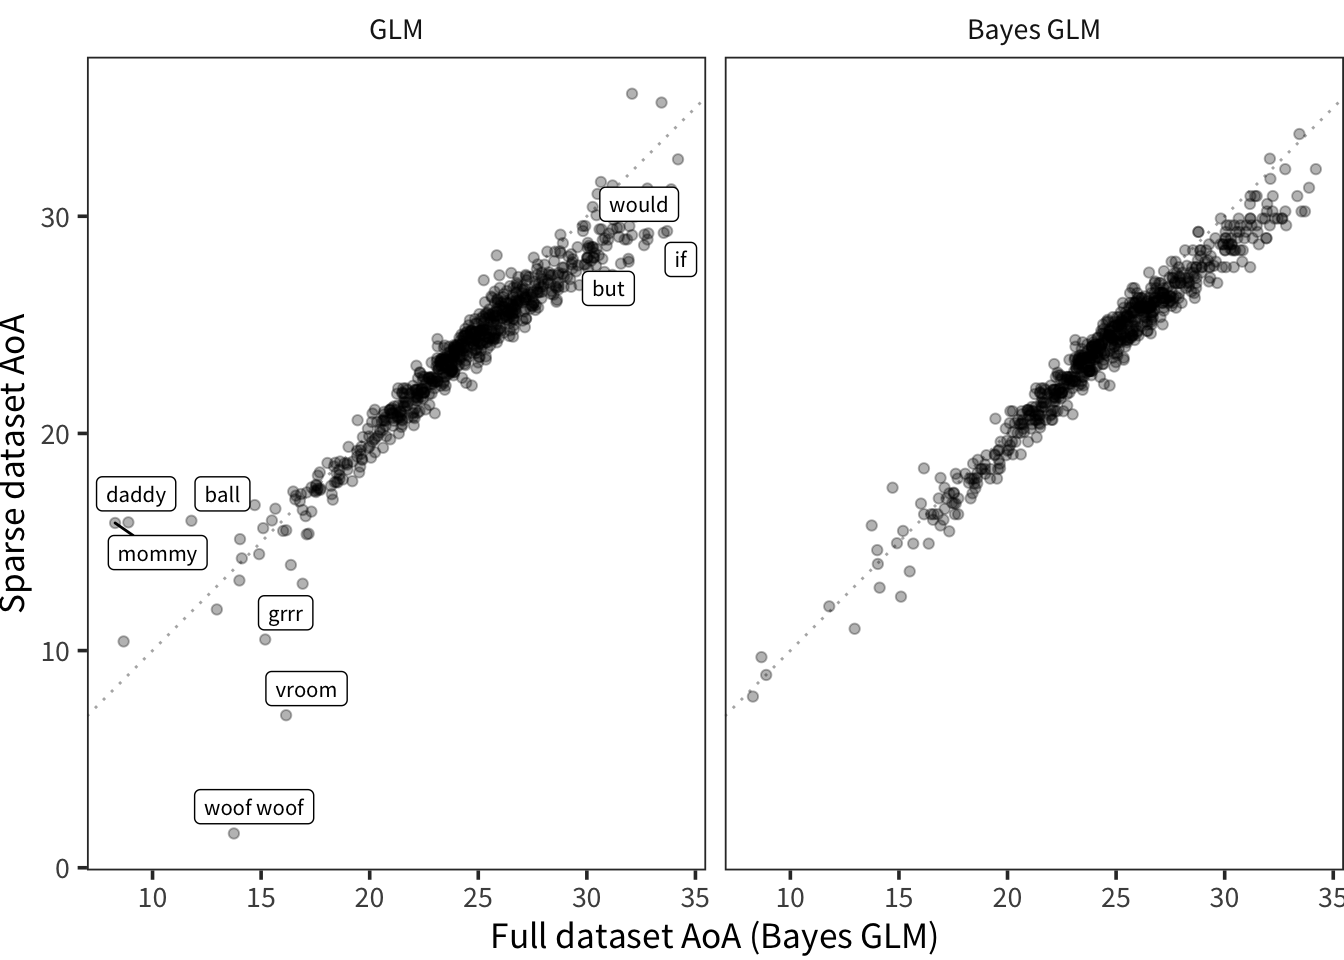 GLM
Bayes GLM
Sparse dataset AoA
30
20
10
0
would
if
but
daddy
ball
mommy
grrr
vroom
woof woof
10 15 20 25 30 35
10 15 20 25 30 35
Full dataset AoA (Bayes GLM)